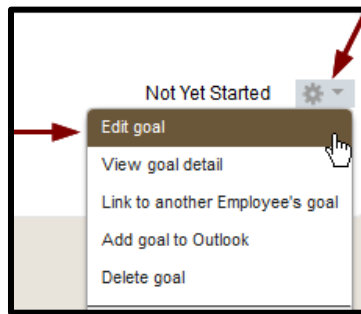 Not Yet Started
Edit goal
View goal detail
Link to another Employee's goal
Add goal to Outlook
Delete goal